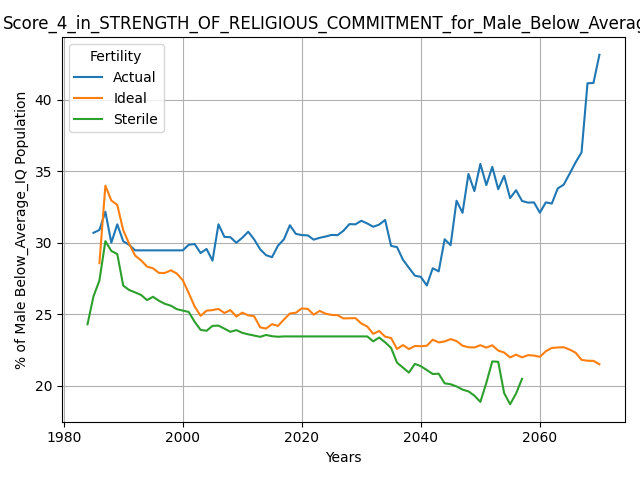 Score_4_in_STRENGTH_OF_RELIGIOUS_COMMITMENT_for_Male_Below_Averag
Fertility
Actual
Ideal
Sterile
% of Male Below_Average_IQ Population
40
35
30
25
20
1980
2000
2020
2040
2060
Years